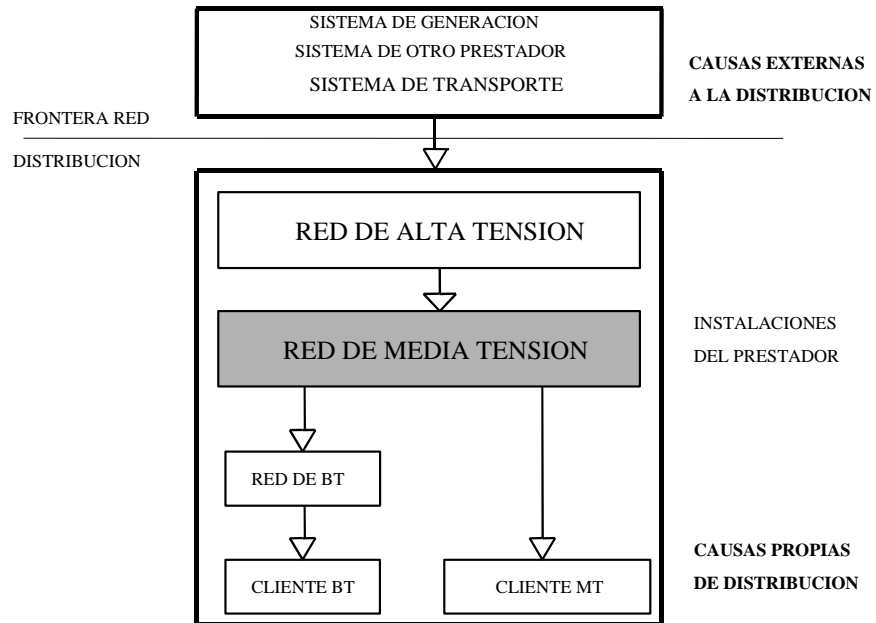 SISTEMA DE GENERACION
SISTEMA DE OTRO PRESTADOR
SISTEMA DE TRANSPORTE
CAUSAS EXTERNAS
A LA DISTRIBUCION
FRONTERA RED
DISTRIBUCION
RED DE ALTA TENSION
RED DE MEDIA TENSION
INSTALACIONES
DEL PRESTADOR
RED DE BT
CLIENTE BT
CLIENTE MT
CAUSAS PROPIAS
DE DISTRIBUCION